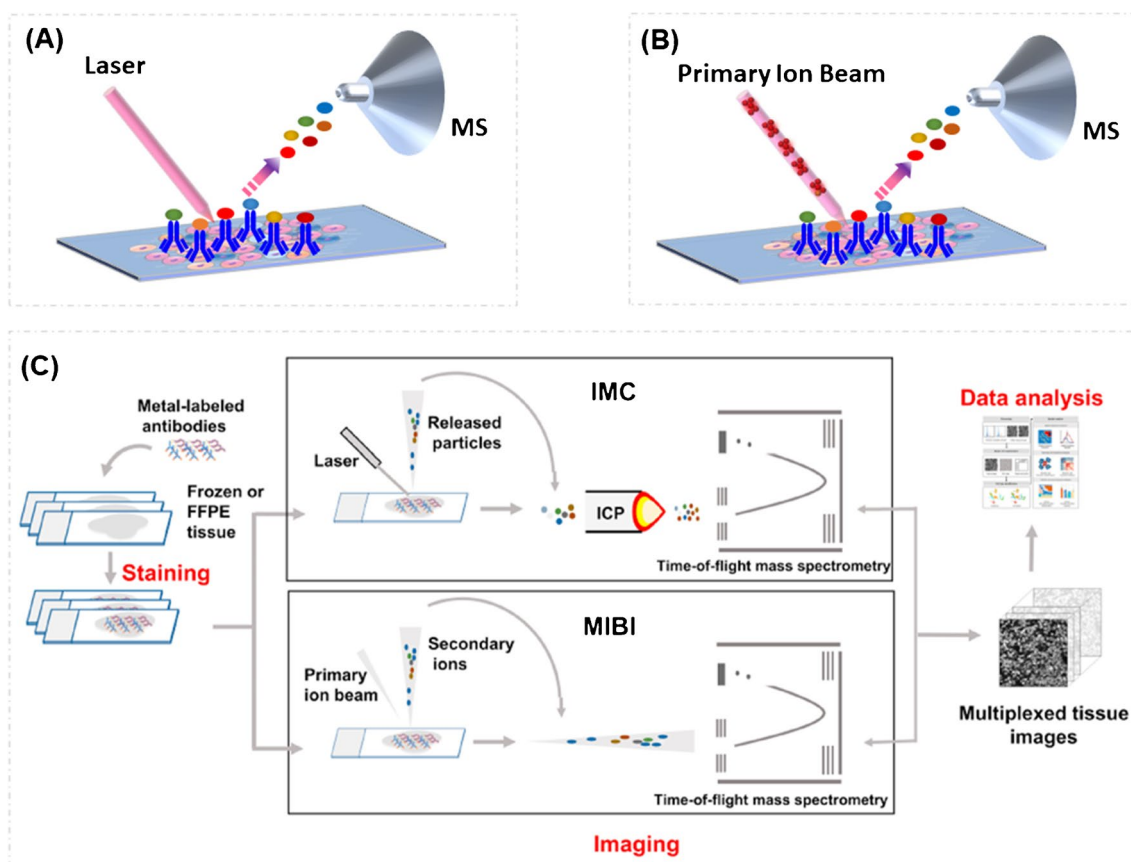 (A)
Laser
MS
(B)
Primary Ion Beam
MS
(C)
Metal-labeled
antibodies
Frozen or
FFPE
tissue
Staining
IMC
Released
particles
Laser
ICP
Time-of-flight mass spectrometry
MIBI
Secondary
ions
Primary
ion beam
Time-of-flight mass spectrometry
Imaging
Data analysis
Multiplexed tissue
images